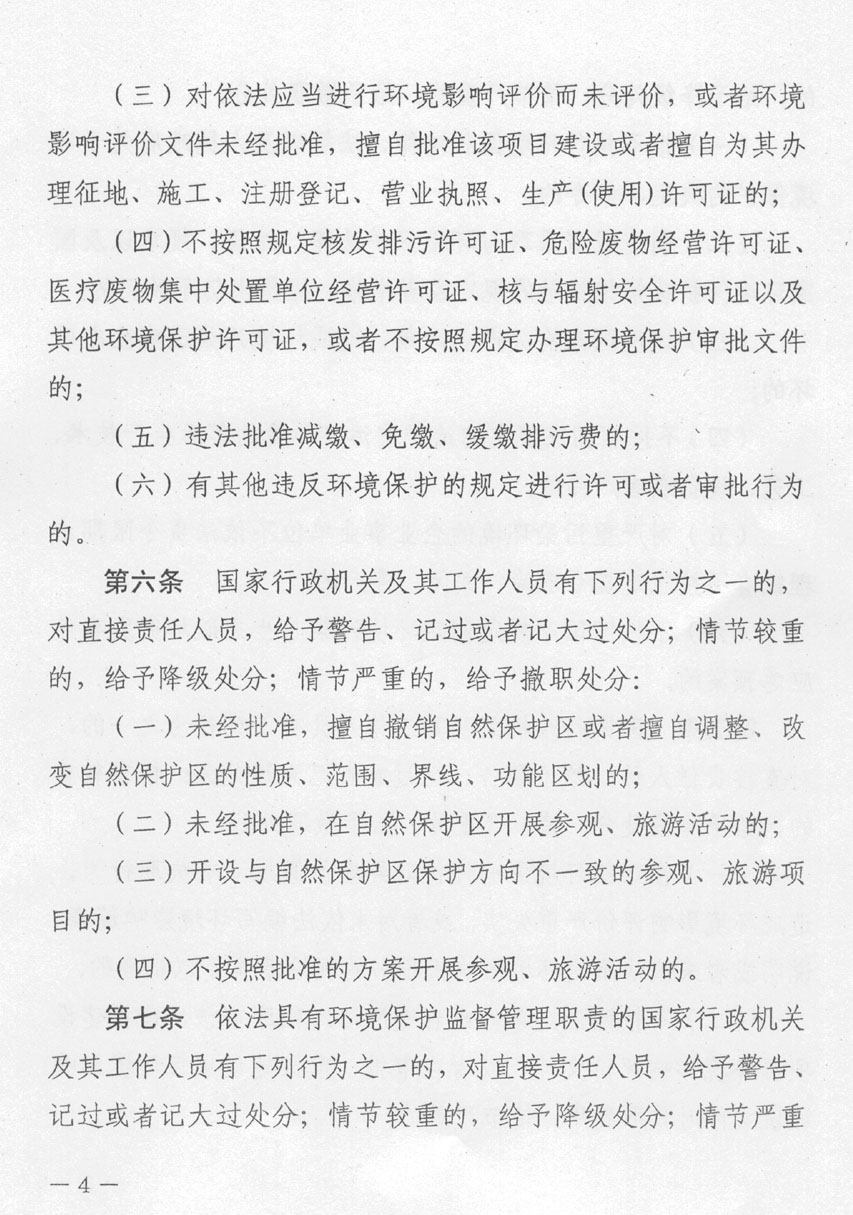 （三）对依法应当进行环境影响评价而未评价，或者环境
影响评价文件未经批准，擅自批准该项目建设或者擅自为其办
理征地、施工、注册登记、营业执照、生产(使用)许可证的；
（四）不按照规定核发排污许可证、危险废物经营许可证、
医疗废物集中处置单位经营许可证、核与辐射安全许可证以及
其他环境保护许可证，或者不按照规定办理环境保护审批文件
的；
（五）违法批准减缴、免缴、缓缴排污费的；
（六）有其他违反环境保护的规定进行许可或者审批行为
的。
第六条　国家行政机关及其工作人员有下列行为之一的，
对直接责任人员，给予警告、记过或者记大过处分；情节较重
的，给予降级处分；情节严重的，给予撤职处分：
（一）未经批准，擅自撤销自然保护区或者擅自调整、改
变自然保护区的性质、范围、界线、功能区划的；
（二）未经批准，在自然保护区开展参观、旅游活动的；
（三）开设与自然保护区保护方向不一致的参观、旅游项
目的；
（四）不按照批准的方案开展参观、旅游活动的。
第七条　依法具有环境保护监督管理职责的国家行政机关
及其工作人员有下列行为之一的，对直接责任人员，给予警告、
记过或者记大过处分；情节较重的，给予降级处分；情节严重
— 4 —